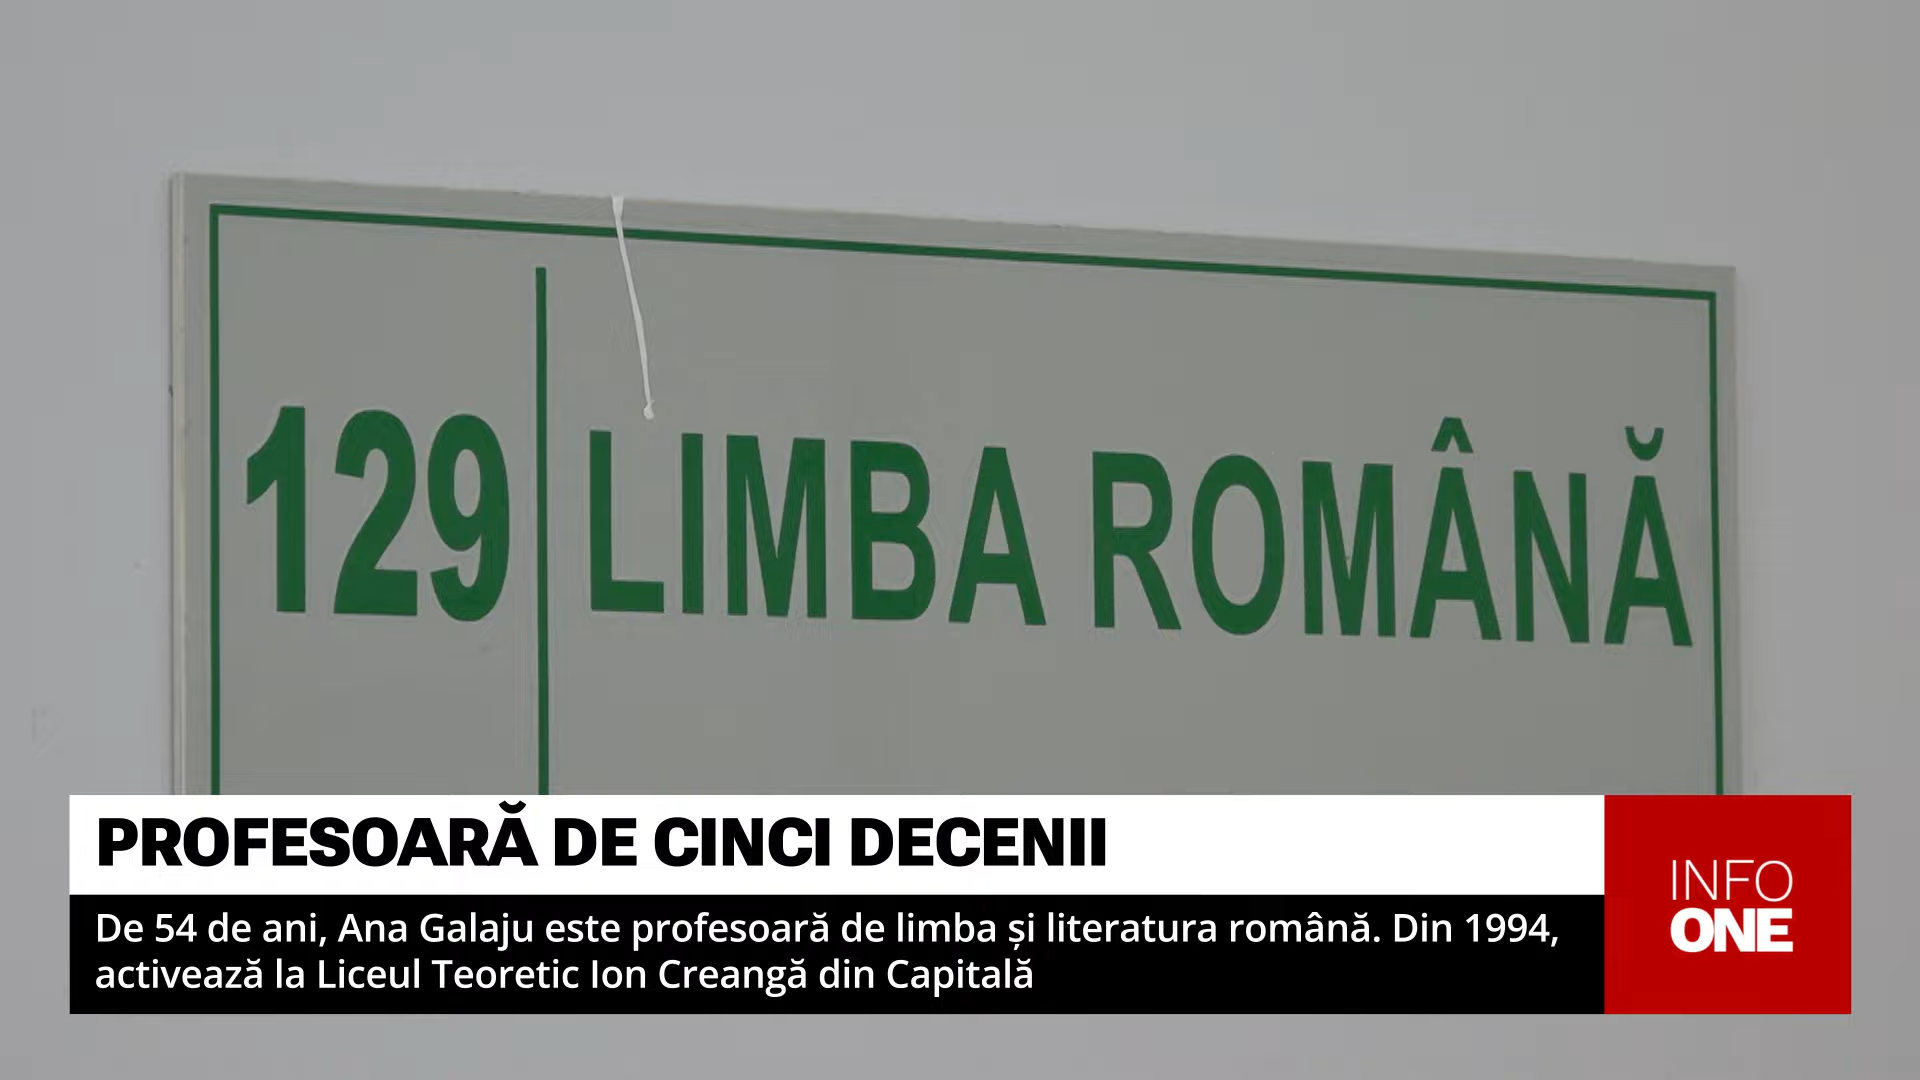 129 LIMBA ROMÂNĂ
PROFESOARĂ DE CINCI DECENII
De 54 de ani, Ana Galaju este profesoară de limba și literatura română. Din 1994,
activează la Liceul Teoretic Ion Creangă din Capitală
INFO
ONE